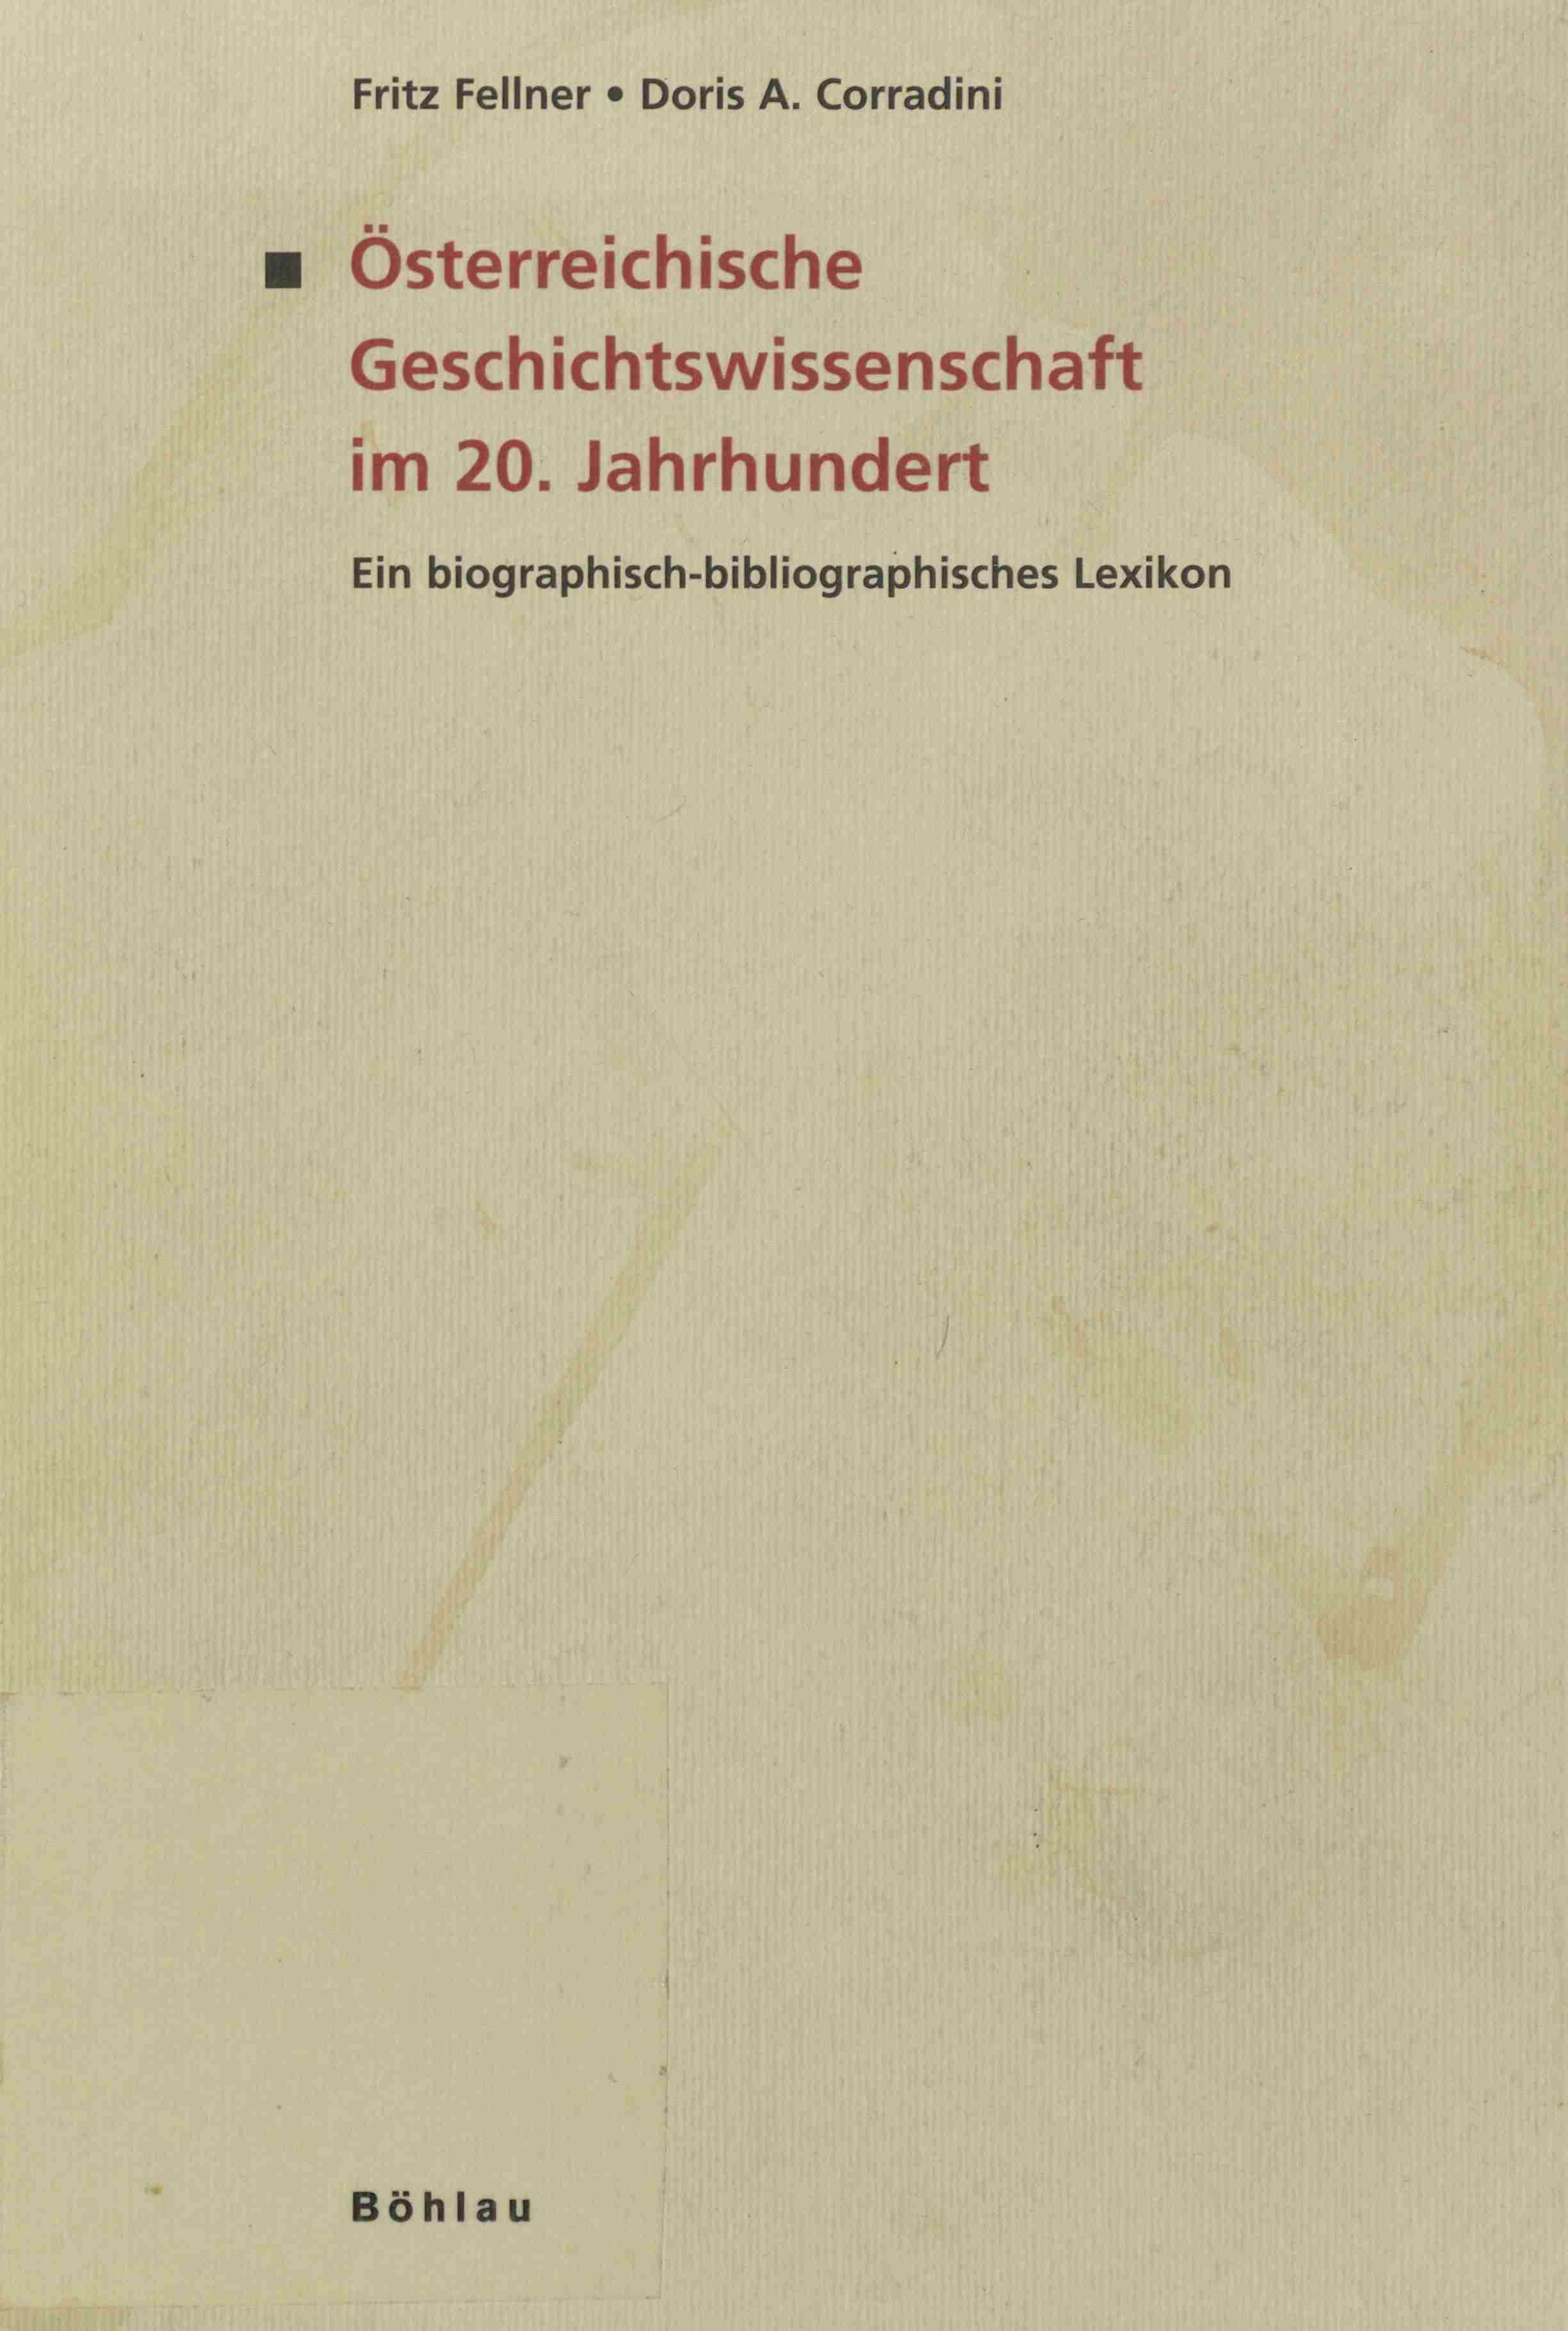 Fritz Fellner • Doris A. Corradini
■ Österreichische
Geschichtswissenschaft
im 20. Jahrhundert
Ein biographisch-bibliographisches Lexikon
Böhlau